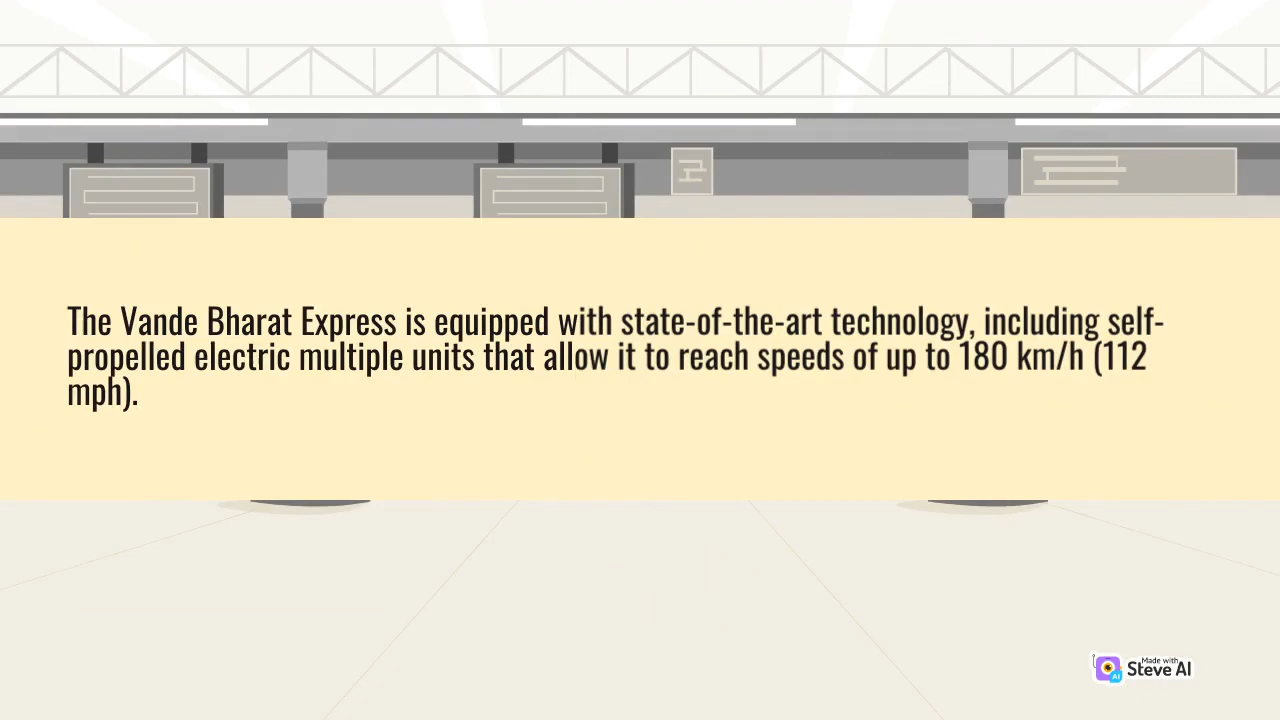 The Vande Bharat Express is equipped with state-of-the-art technology, including self-
propelled electric multiple units that allow it to reach speeds of up to 180 km/h (112
mph).
Made with
Steve AI
AI